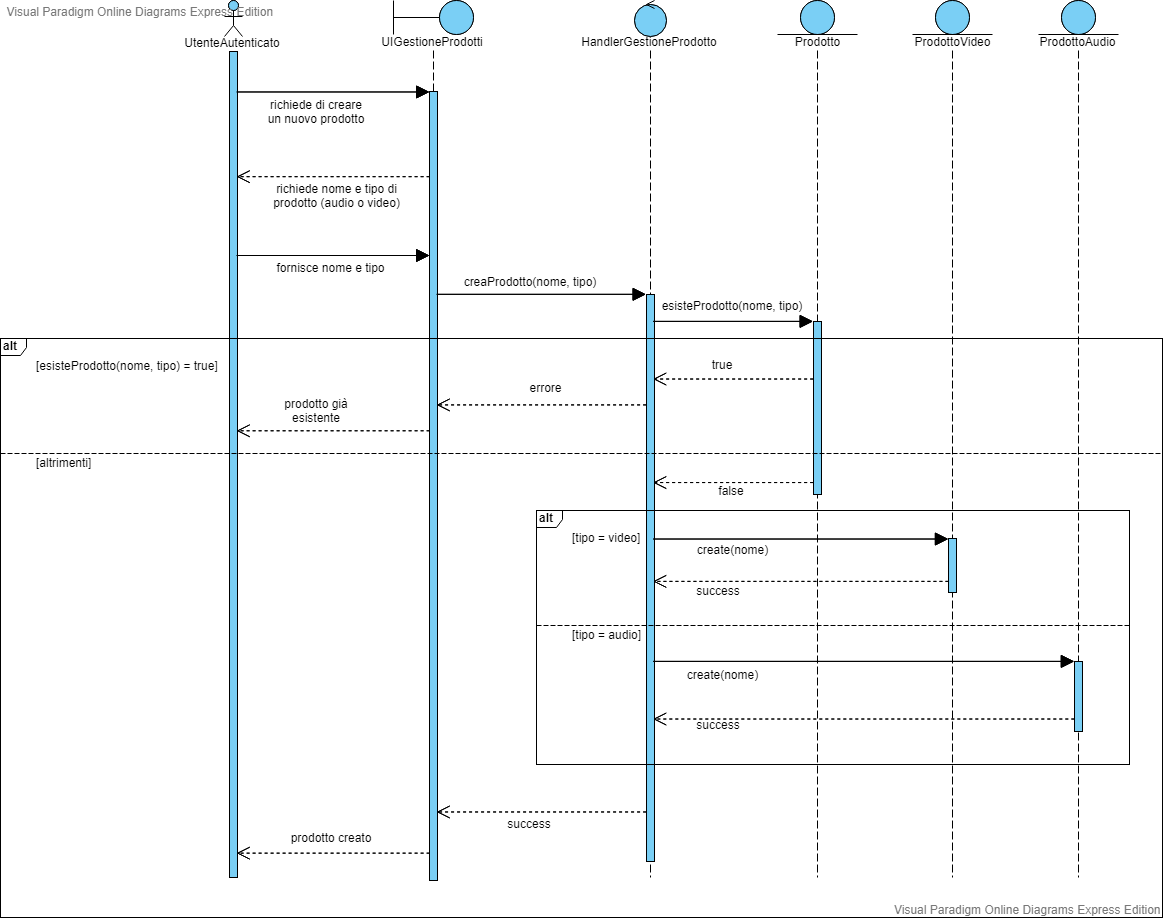 Visual Paradigm Online Diagrams Express Edition
UtenteAutenticato
UIGestioneProdotti
HandlerGestioneProdotto
Prodotto
ProdottoVideo
ProdottoAudio
richiede di creare
un nuovo prodotto
richiede nome e tipo di
prodotto (audio o video)
fornisce nome e tipo
creaProdotto(nome, tipo)
esisteProdotto(nome, tipo)
alt
[esisteProdotto(nome, tipo) = true]
true
errore
prodotto già
esistente
[altrimenti]
false
alt
[tipo = video]
create(nome)
success
[tipo = audio]
create(nome)
success
success
prodotto creato
Visual Paradigm Online Diagrams Express Edition